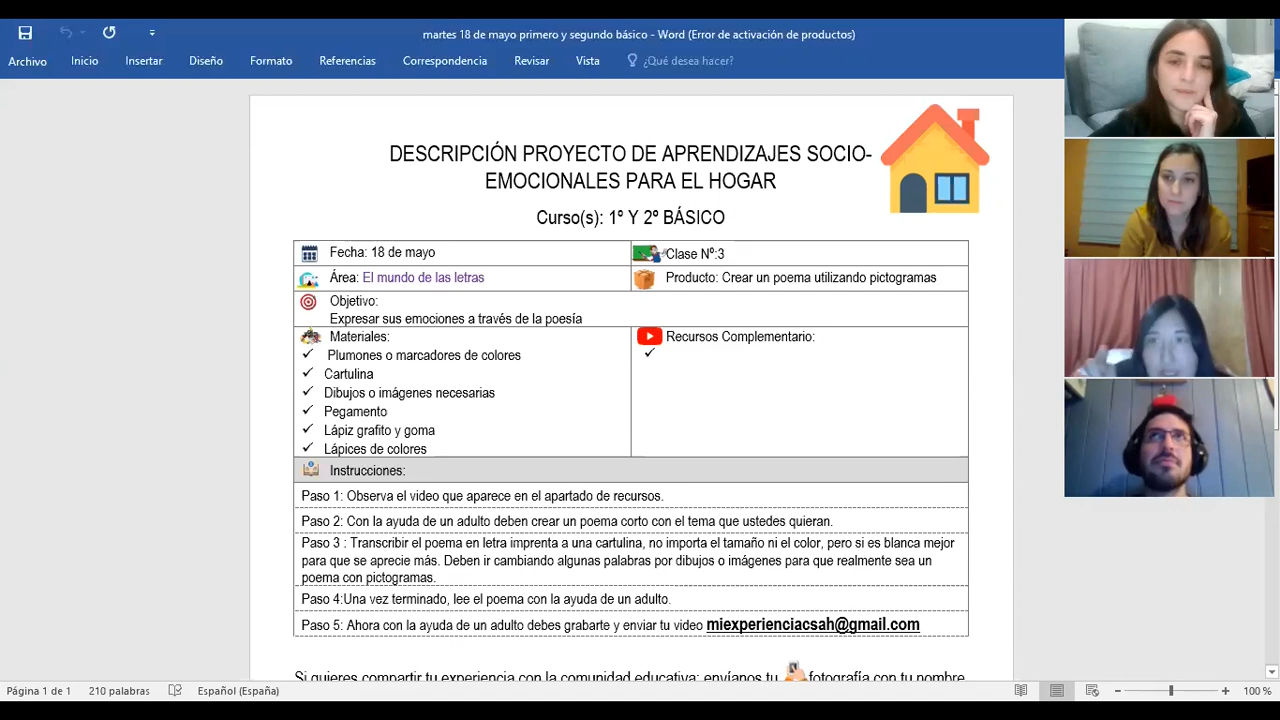 martes 18 de mayo primero y segundo básico - Word (Error de activación de productos)
Archivo Inicio Insertar Diseño Formato Referencias Correspondencia Revisar Vista ¿Qué desea hacer?
DESCRIPCIÓN PROYECTO DE APRENDIZAJES SOCIO-
EMOCIONALES PARA EL HOGAR
Curso(s): 1º Y 2º BÁSICO
Fecha: 18 de mayo
Clase Nº:3
Área: El mundo de las letras
Producto: Crear un poema utilizando pictogramas
Objetivo:
Expresar sus emociones a través de la poesía
Materiales:
✓ Plumones o marcadores de colores
✓ Cartulina
✓ Dibujos o imágenes necesarias
✓ Pegamento
✓ Lápiz grafito y goma
✓ Lápices de colores
Recursos Complementario:
✓
Instrucciones:
Paso 1: Observa el video que aparece en el apartado de recursos.
Paso 2: Con la ayuda de un adulto deben crear un poema corto con el tema que ustedes quieran.
Paso 3 : Transcribir el poema en letra imprenta a una cartulina, no importa el tamaño ni el color, pero si es blanca mejor
para que se aprecie más. Deben ir cambiando algunas palabras por dibujos o imágenes para que realmente sea un
poema con pictogramas.
Paso 4:Una vez terminado, lee el poema con la ayuda de un adulto.
Paso 5: Ahora con la ayuda de un adulto debes grabarte y enviar tu video miexperienciacsah@gmail.com
Si quieres compartir tu experiencia con la comunidad educativa: envíanos tu fotografía con tu nombre
Página 1 de 1 210 palabras Español (España) 100 %